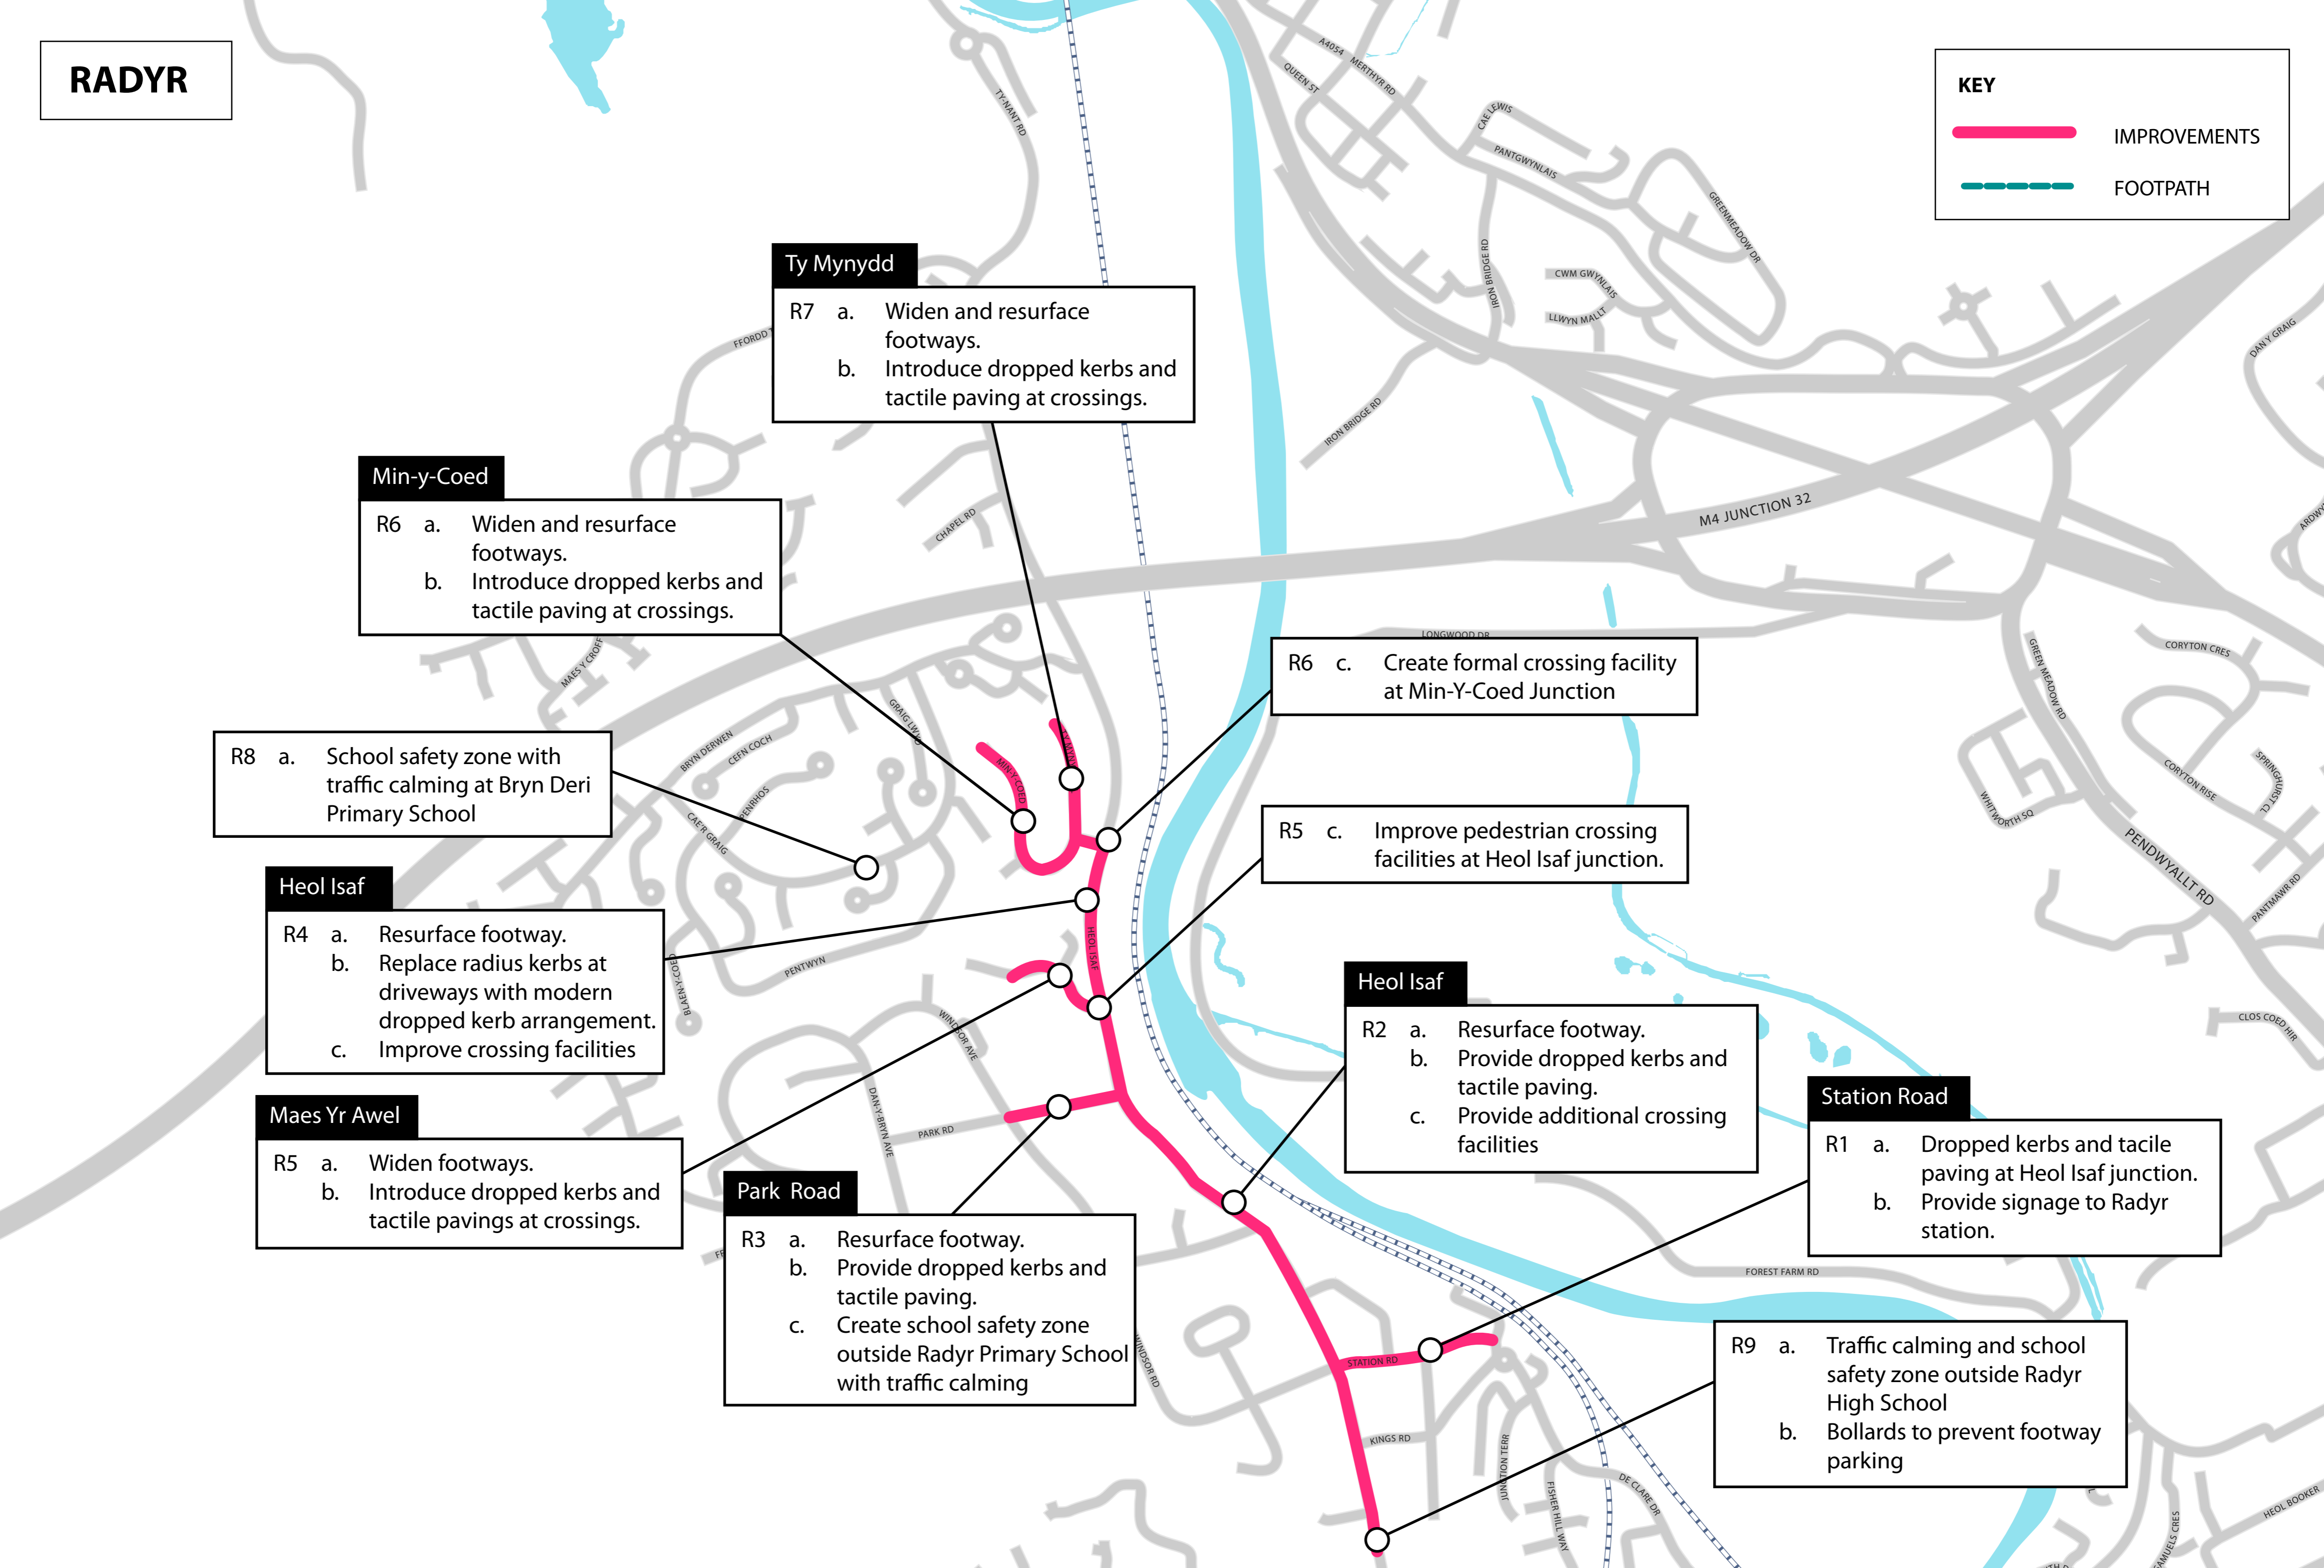 RADYR
KEY
IMPROVEMENTS
FOOTPATH
A4054
MERTHYR RD
QUEEN ST
CAE LEWIS
PANTGWYNLAIS
GREENMEADOW DR
TY-NANT RD
IRON BRIDGE RD
CWM GWYNLAIS
LLWYN MALLT
DAN Y GRAIG
IRON BRIDGE RD
FFORDD
Ty Mynydd
R7 a. Widen and resurface
footways.
b. Introduce dropped kerbs and
tactile paving at crossings.
Min-y-Coed
R6 a. Widen and resurface
footways.
b. Introduce dropped kerbs and
tactile paving at crossings.
CHAPEL RD
M4 JUNCTION 32
LONGWOOD DR
MAES Y CROFT
R6 c. Create formal crossing facility
at Min-Y-Coed Junction
GREEN MEADOW RD
CORYTON CRES
CORYTON RISE
SPRINGHURST CL
WHITWORTH SQ
PENDWYALLT RD
PANTMAWR RD
CLOS COED HIR
R8 a. School safety zone with
traffic calming at Bryn Deri
Primary School
BRYN DERWEN
CEFN COCH
PENRHOS
CAE'R GRAIG
GRAIG LWYD
MIN-Y-COED
R5 c. Improve pedestrian crossing
facilities at Heol Isaf junction.
Heol Isaf
R4 a. Resurface footway.
b. Replace radius kerbs at
driveways with modern
dropped kerb arrangement.
c. Improve crossing facilities
BLAEN-Y-COED
PENTWYN
HEOL ISAF
WINDSOR AVE
DAN-Y-BRYN AVE
PARK RD
Heol Isaf
R2 a. Resurface footway.
b. Provide dropped kerbs and
tactile paving.
c. Provide additional crossing
facilities
Station Road
R1 a. Dropped kerbs and tacile
paving at Heol Isaf junction.
b. Provide signage to Radyr
station.
Maes Yr Awel
R5 a. Widen footways.
b. Introduce dropped kerbs and
tactile pavings at crossings.
Park Road
R3 a. Resurface footway.
b. Provide dropped kerbs and
tactile paving.
c. Create school safety zone
outside Radyr Primary School
with traffic calming
WINDSOR RD
FOREST FARM RD
STATION RD
KINGS RD
JUNCTION TERR
FISHER HILL WAY
DE CLARE DR
R9 a. Traffic calming and school
safety zone outside Radyr
High School
b. Bollards to prevent footway
parking
HEOL BOOKER